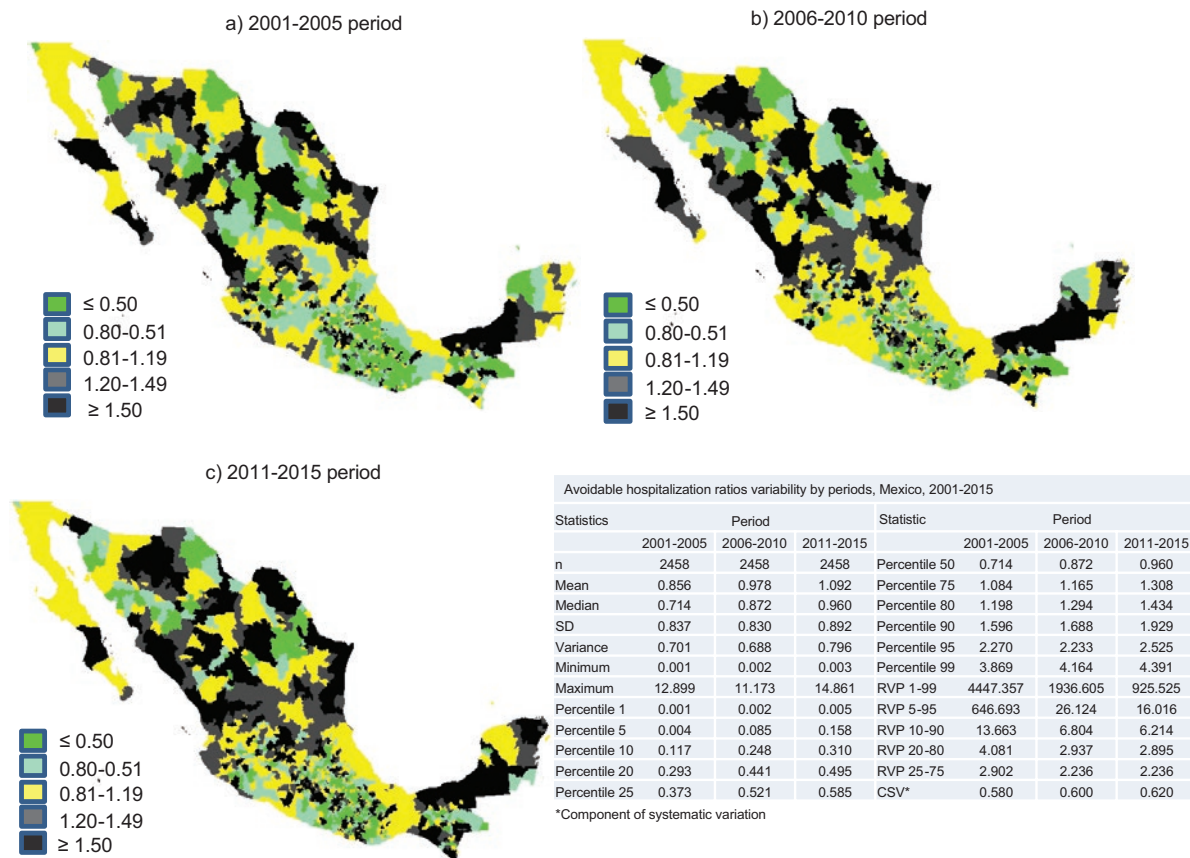 a) 2001-2005 period
≤ 0.50
0.80-0.51
0.81-1.19
1.20-1.49
≥ 1.50
b) 2006-2010 period
≤ 0.50
0.80-0.51
0.81-1.19
1.20-1.49
≥ 1.50
c) 2011-2015 period
≤ 0.50
0.80-0.51
0.81-1.19
1.20-1.49
≥ 1.50
Avoidable hospitalization ratios variability by periods, Mexico, 2001-2015
Statistics Period Statistic Period
2001-2005 2006-2010 2011-2015 2001-2005 2006-2010 2011-2015
n 2458 2458 2458 Percentile 50 0.714 0.872 0.960
Mean 0.856 0.978 1.092 Percentile 75 1.084 1.165 1.308
Median 0.714 0.872 0.960 Percentile 80 1.198 1.294 1.434
SD 0.837 0.830 0.892 Percentile 90 1.596 1.688 1.929
Variance 0.701 0.688 0.796 Percentile 95 2.270 2.233 2.525
Minimum 0.001 0.002 0.003 Percentile 99 3.869 4.164 4.391
Maximum 12.899 11.173 14.861 RVP 1-99 4447.357 1936.605 925.525
Percentile 1 0.001 0.002 0.005 RVP 5-95 646.693 26.124 16.016
Percentile 5 0.004 0.085 0.158 RVP 10-90 13.663 6.804 6.214
Percentile 10 0.117 0.248 0.310 RVP 20-80 4.081 2.937 2.895
Percentile 20 0.293 0.441 0.495 RVP 25-75 2.902 2.236 2.236
Percentile 25 0.373 0.521 0.585 CSV* 0.580 0.600 0.620
*Component of systematic variation